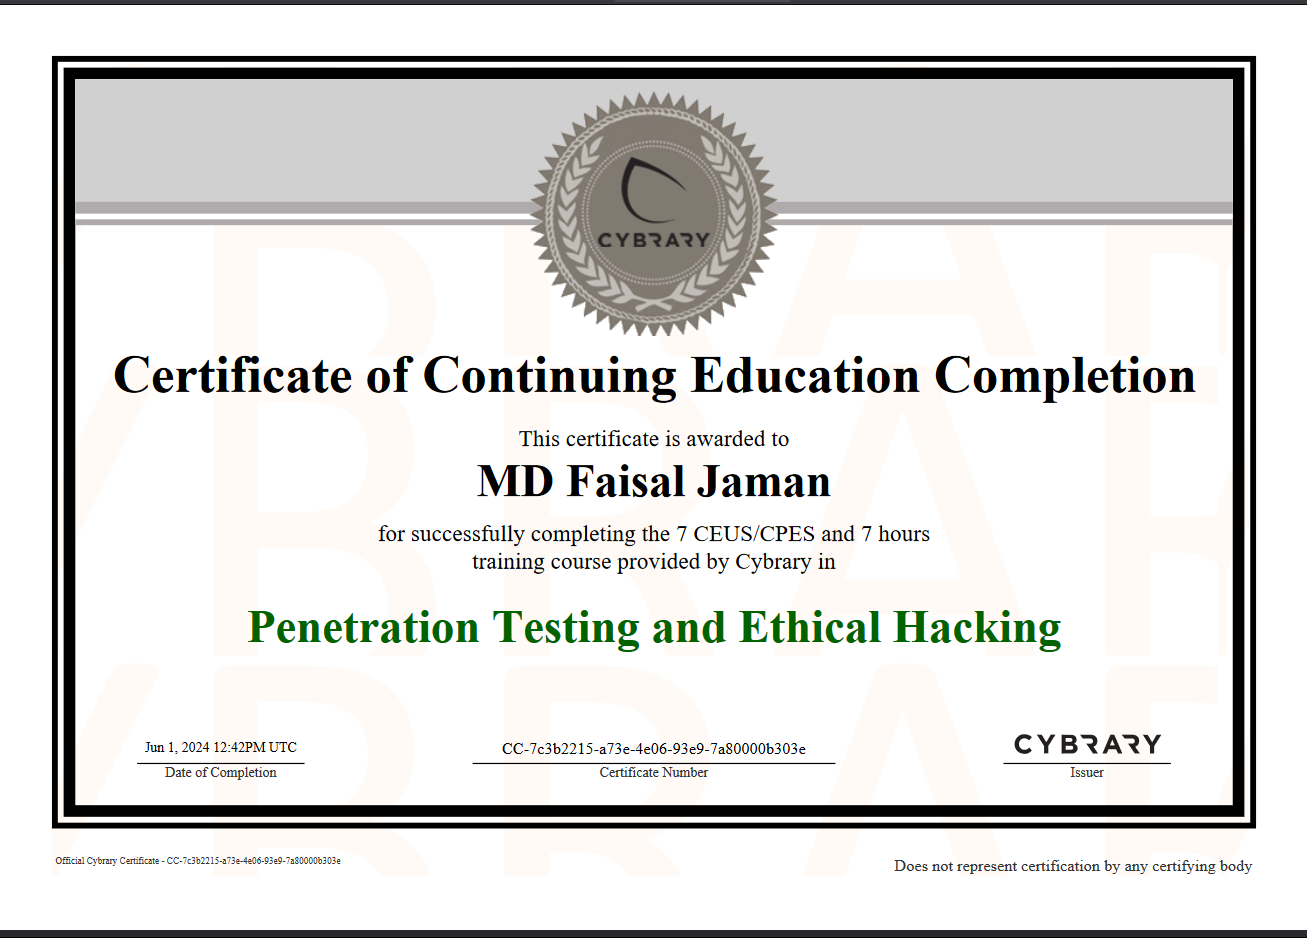 CYBRARY
Certificate of Continuing Education Completion
This certificate is awarded to
MD Faisal Jaman
for successfully completing the 7 CEUS/CPES and 7 hours
training course provided by Cybrary in
Penetration Testing and Ethical Hacking
Jun 1, 2024 12:42PM UTC
Date of Completion
CC-7c3b2215-a73e-4e06-93e9-7a80000b303e
Certificate Number
CYBRARY
Issuer
Official Cybrary Certificate - CC-7c3b2215-a73e-4e06-93e9-7a80000b303e
Does not represent certification by any certifying body